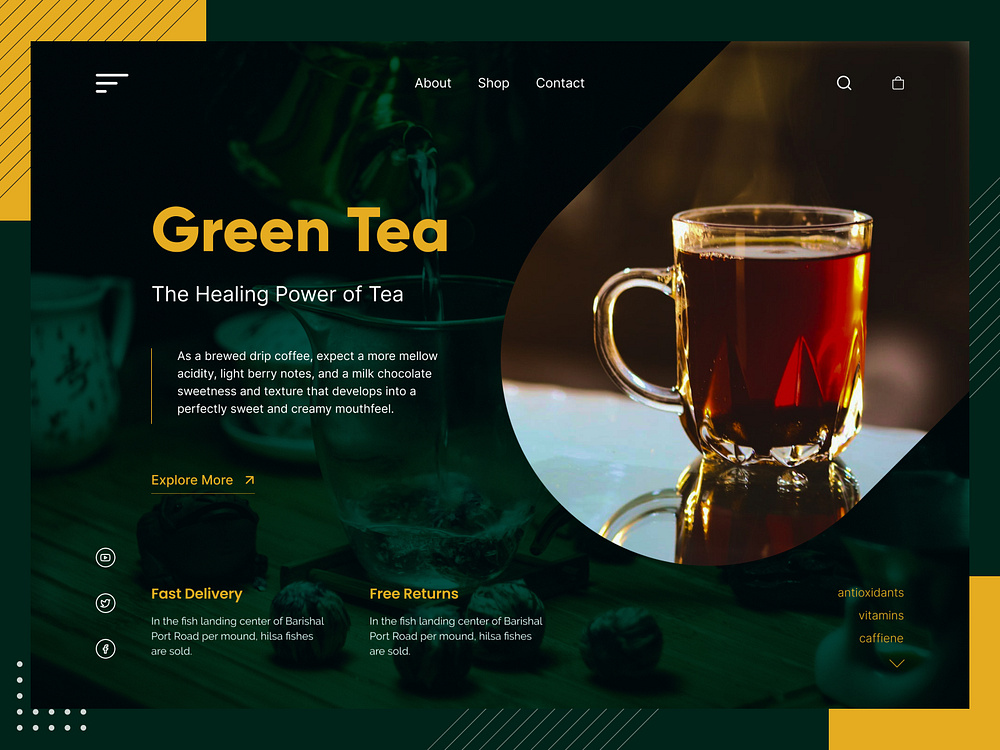 About Shop Contact
Green Tea
The Healing Power of Tea
As a brewed drip coffee, expect a more mellow
acidity, light berry notes, and a milk chocolate
sweetness and texture that develops into a
perfectly sweet and creamy mouthfeel.
Explore More
Fast Delivery
In the fish landing center of Barishal
Port Road per mound, hilsa fishes
are sold.
Free Returns
In the fish landing center of Barishal
Port Road per mound, hilsa fishes
are sold.
antioxidants
vitamins
caffiene